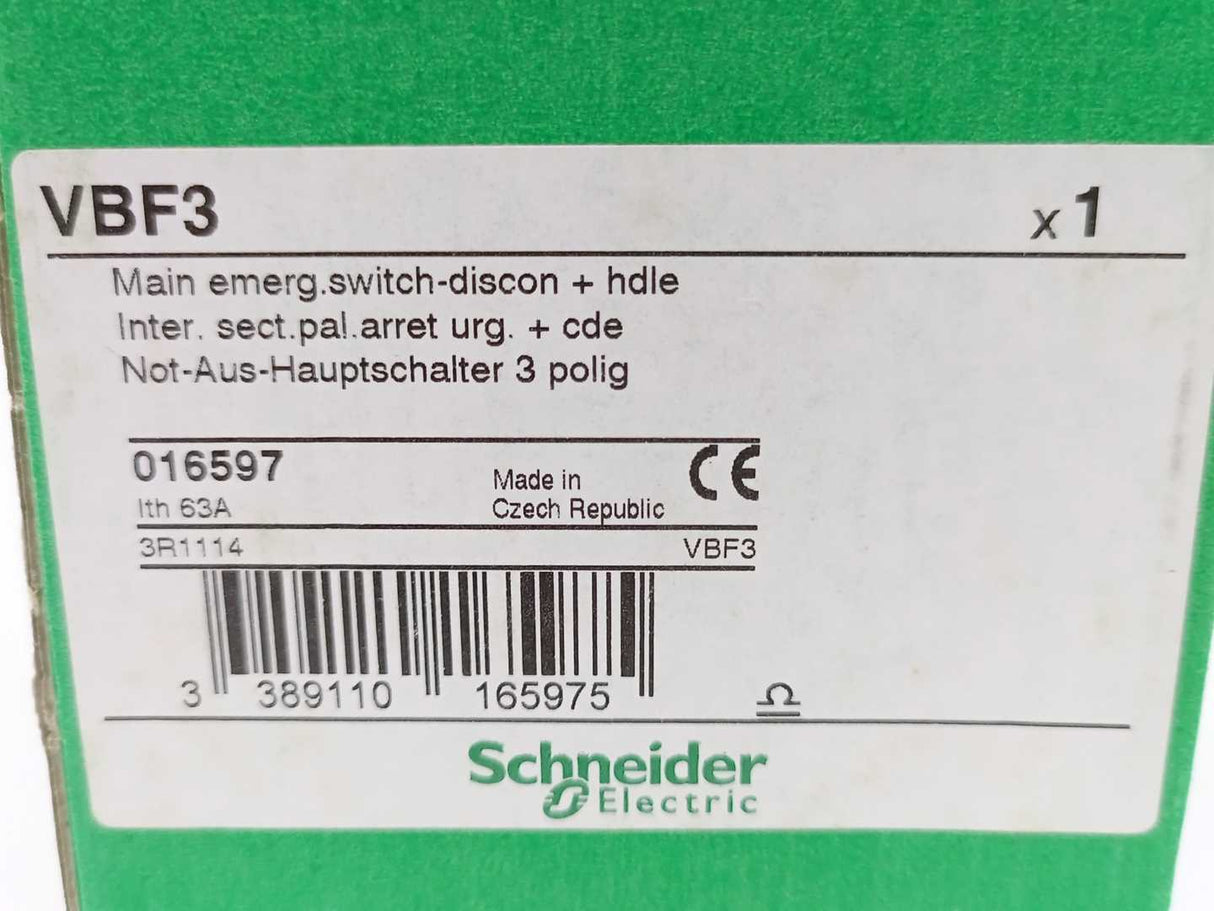 VBF3 x 1
Main emerg.switch-discon + hdle
Inter. sect.pal.arret urg. + cde
Not-Aus-Hauptschalter 3 polig
016597
Ith 63A
Made in
Czech Republic
CE
3R1114 VBF3
3 389110 165975
Schneider
Electric